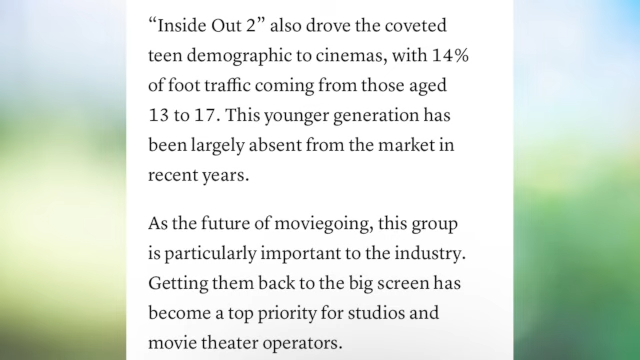 “Inside Out 2” also drove the coveted
teen demographic to cinemas, with 14%
of foot traffic coming from those aged
13 to 17. This younger generation has
been largely absent from the market in
recent years.
As the future of moviegoing, this group
is particularly important to the industry.
Getting them back to the big screen has
become a top priority for studios and
movie theater operators.